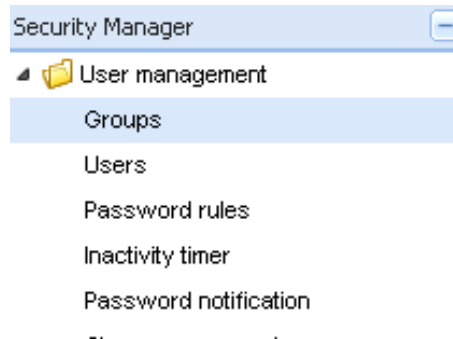 Security Manager
User management
Groups
Users
Password rules
Inactivity timer
Password notification